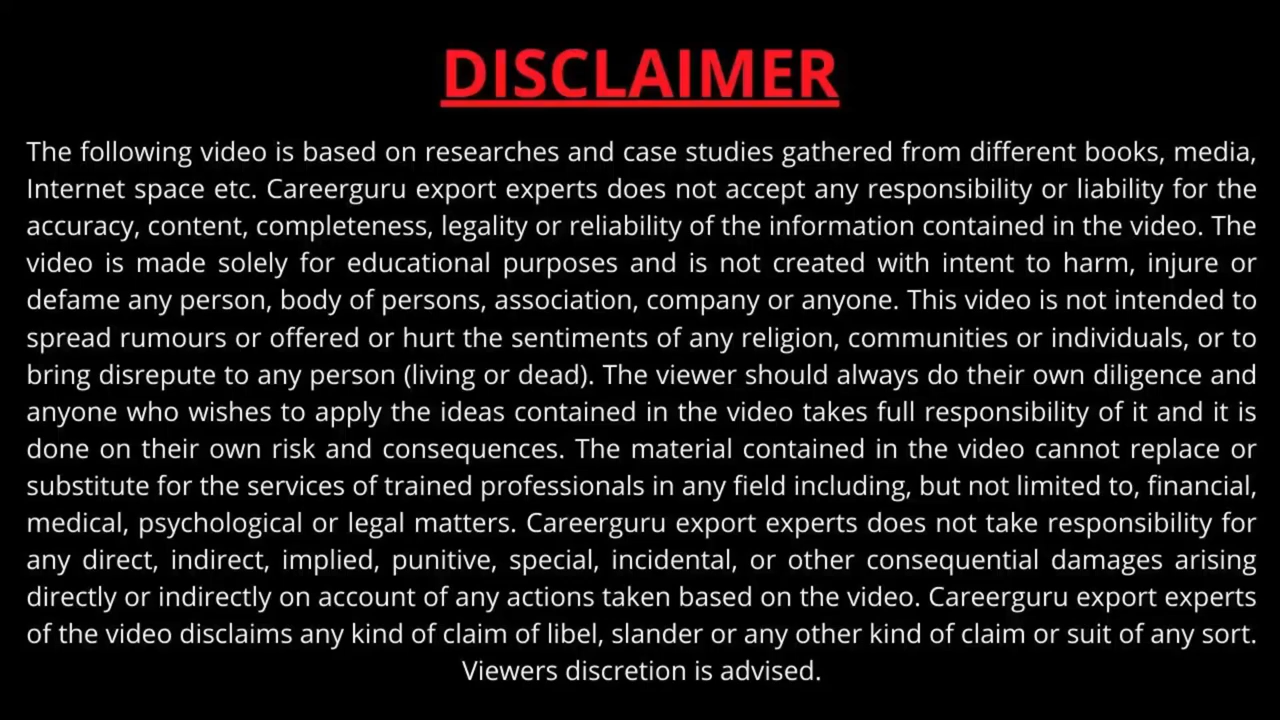 DISCLAIMER
The following video is based on researches and case studies gathered from different books, media,
Internet space etc. Careerguru export experts does not accept any responsibility or liability for the
accuracy, content, completeness, legality or reliability of the information contained in the video. The
video is made solely for educational purposes and is not created with intent to harm, injure or
defame any person, body of persons, association, company or anyone. This video is not intended to
spread rumours or offered or hurt the sentiments of any religion, communities or individuals, or to
bring disrepute to any person (living or dead). The viewer should always do their own diligence and
anyone who wishes to apply the ideas contained in the video takes full responsibility of it and it is
done on their own risk and consequences. The material contained in the video cannot replace or
substitute for the services of trained professionals in any field including, but not limited to, financial,
medical, psychological or legal matters. Careerguru export experts does not take responsibility for
any direct, indirect, implied, punitive, special, incidental, or other consequential damages arising
directly or indirectly on account of any actions taken based on the video. Careerguru export experts
of the video disclaims any kind of claim of libel, slander or any other kind of claim or suit of any sort.
Viewers discretion is advised.